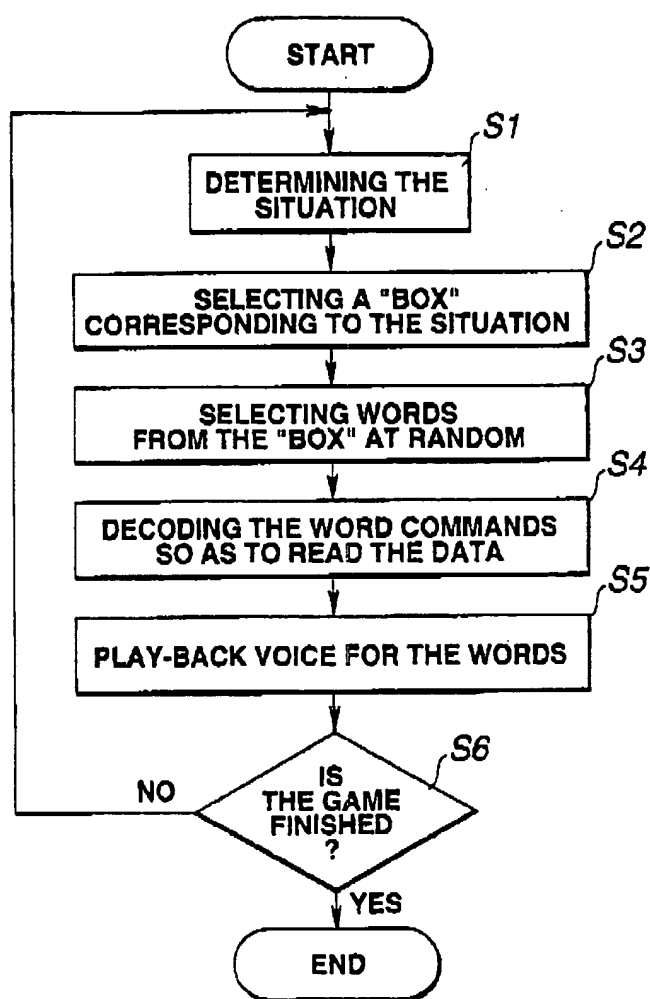 START
S1
DETERMINING THE
SITUATION
S2
SELECTING A "BOX"
CORRESPONDING TO THE SITUATION
S3
SELECTING WORDS
FROM THE "BOX" AT RANDOM
S4
DECODING THE WORD COMMANDS
SO AS TO READ THE DATA
S5
PLAY-BACK VOICE FOR THE WORDS
S6
IS
THE GAME
FINISHED
?
NO
YES
END